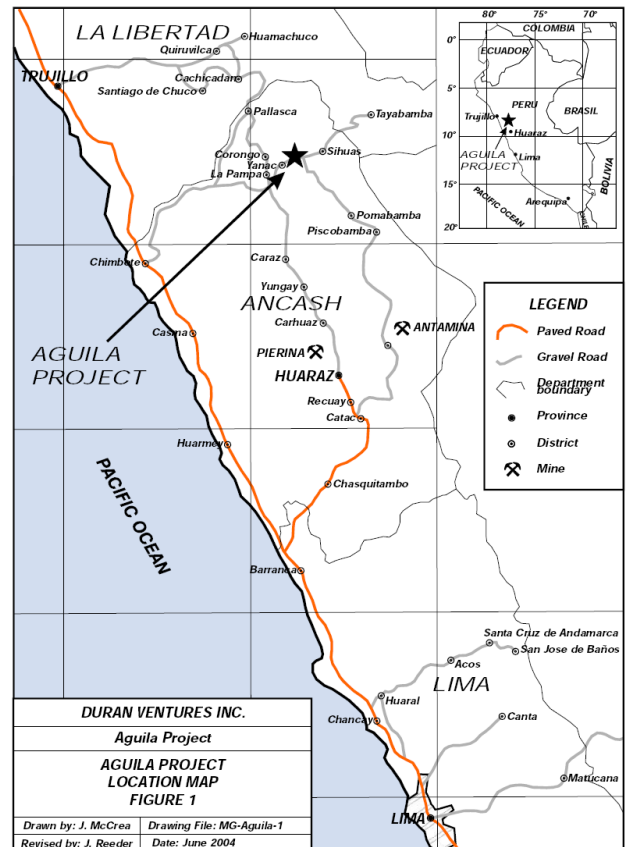 LA LIBERTAD
Huamachuco
Quiruvilca
TRUJILLO
Cachicadan
Santiago de Chuco
Pallasca
Tayabamba
Corongo
Sihuas
Yanac
La Pampa
Pomabamba
Piscobamba
Chimbote
Caraz
Yungay
ANCASH
Carhuaz
ANTAMINA
Casma
PIERINA
AGUILA
PROJECT
HUARAZ
Recuay
Catac
Huarmey
PACIFIC OCEAN
Chasquitambo
Barranca
Santa Cruz de Andamarca
San Jose de Baños
Acos
LIMA
Huaral
Chancay
Canta
Matucana
LIMA
80° 75° 70°
COLOMBIA
0°
ECUADOR
5°
PERU
BRASIL
Trujillo
10°
Huaraz
AGUILA
PROJECT
Lima
BOLIVIA
15°
PACIFIC OCEAN
Arequipa
CHILE
20°
LEGEND
Paved Road
Gravel Road
Department
boundary
Province
District
Mine
DURAN VENTURES INC.
Aguila Project
AGUILA PROJECT
LOCATION MAP
FIGURE 1
Drawn by: J. McCrea Drawing File: MG-Aguila-1
Revised by: J. Reeder Date: June 2004